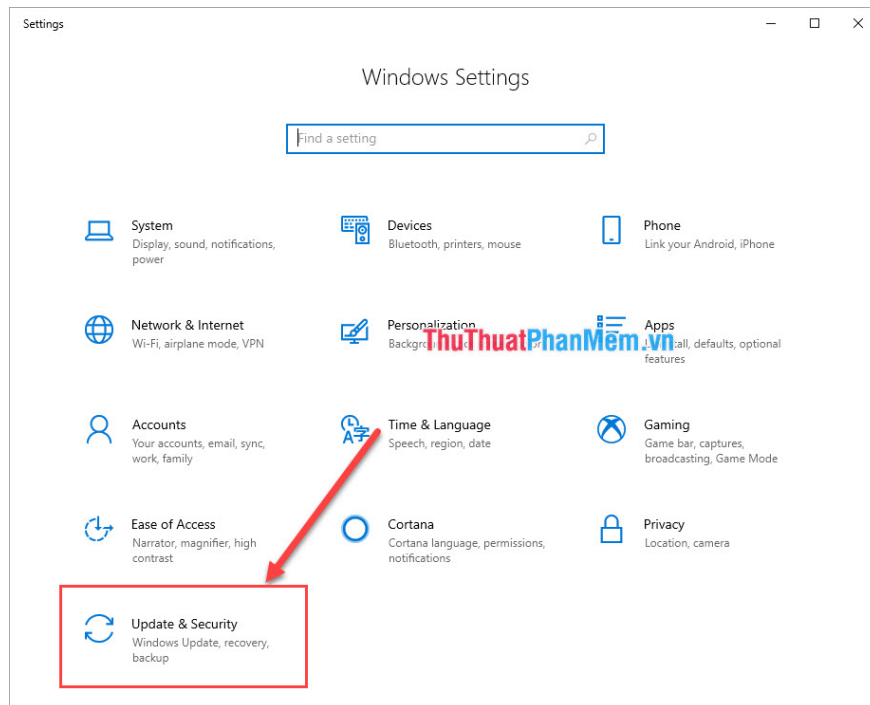 Settings
Windows Settings
Find a setting
System
Display, sound, notifications,
power
Devices
Bluetooth, printers, mouse
Phone
Link your Android, iPhone
Network & Internet
Wi-Fi, airplane mode, VPN
Personalization
ThuThuatPhanMem.vn
Apps
defaults, optional
features
Accounts
Your accounts, email, sync,
work, family
Time & Language
Speech, region, date
Gaming
Game bar, captures,
broadcasting, Game Mode
Ease of Access
Narrator, magnifier, high
contrast
Cortana
Cortana language, permissions,
notifications
Privacy
Location, camera
Update & Security
Windows Update, recovery,
backup